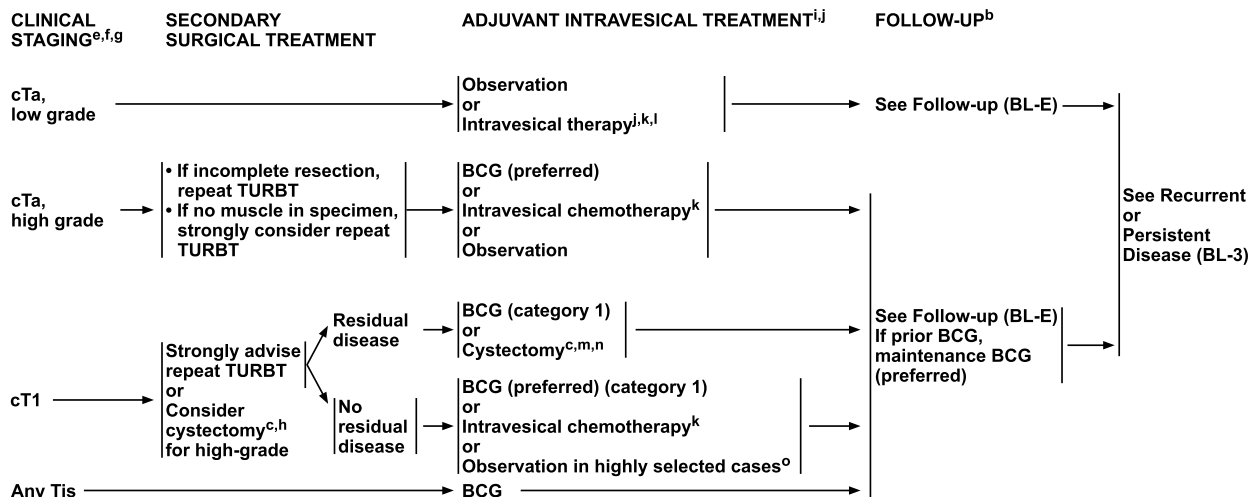 CLINICAL
STAGINGe,f,g
SECONDARY
SURGICAL TREATMENT
ADJUVANT INTRAVESICAL TREATMENTi,j
FOLLOW-UPb
cTa,
low grade
Observation
or
Intravesical therapyj,k,l
See Follow-up (BL-E)
cTa,
high grade
• If incomplete resection,
repeat TURBT
• If no muscle in specimen,
strongly consider repeat
TURBT
BCG (preferred)
or
Intravesical chemotherapyk
or
Observation
See Recurrent
or
Persistent
Disease (BL-3)
cT1
Strongly advise
repeat TURBT
or
Consider
cystectomyc,h
for high-grade
Residual
disease
BCG (category 1)
or
Cystectomyc,m,n
No
residual
disease
BCG (preferred) (category 1)
or
Intravesical chemotherapyk
or
Observation in highly selected caseso
See Follow-up (BL-E)
If prior BCG,
maintenance BCG
(preferred)
Any Tis
BCG